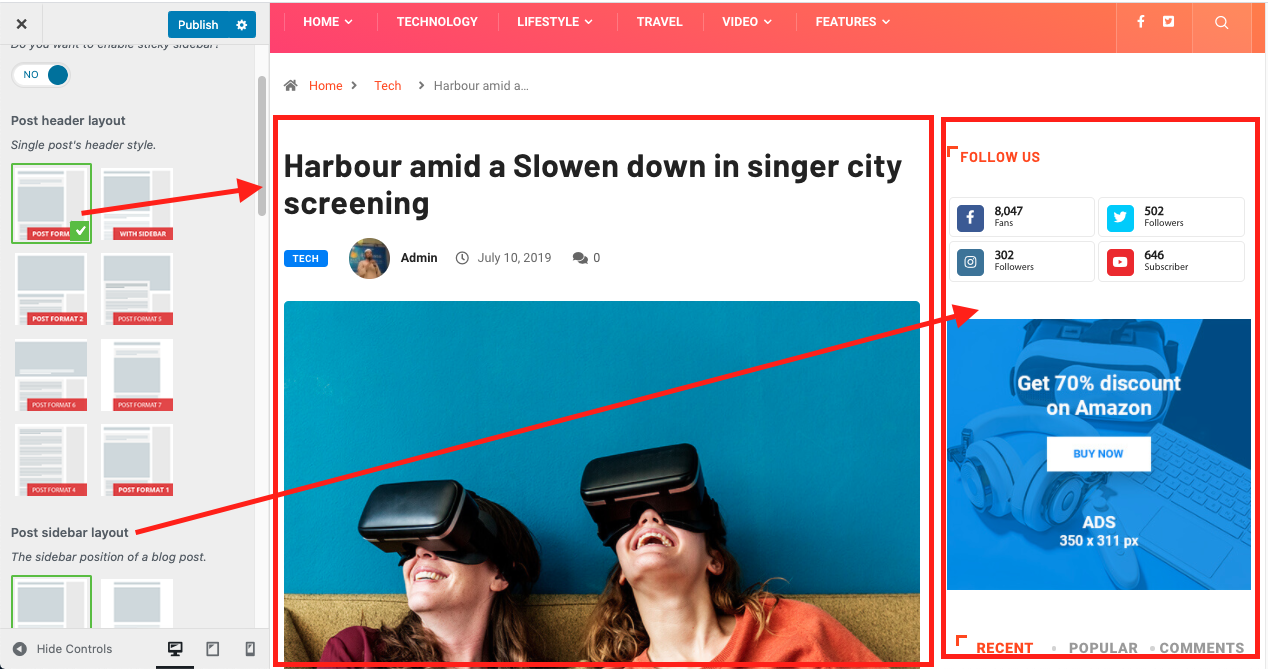 Publish
Do you want to enable sticky sidebar?
NO
Post header layout
Single post's header style.
POST FORMA
WITH SIDEBAR
POST FORMAT 2
POST FORMAT 5
POST FORMAT 6
POST FORMAT 7
POST FORMAT 4
POST FORMAT 1
Post sidebar layout
The sidebar position of a blog post.
Hide Controls
HOME TECHNOLOGY LIFESTYLE TRAVEL VIDEO FEATURES
Home > Tech > Harbour amid a...
Harbour amid a Slowen down in singer city
screening
TECH Admin July 10, 2019 0
FOLLOW US
8,047
Fans
502
Followers
302
Followers
646
Subscriber
Get 70% discount
on Amazon
BUY NOW
ADS
350 x 311 px
RECENT • POPULAR • COMMENTS